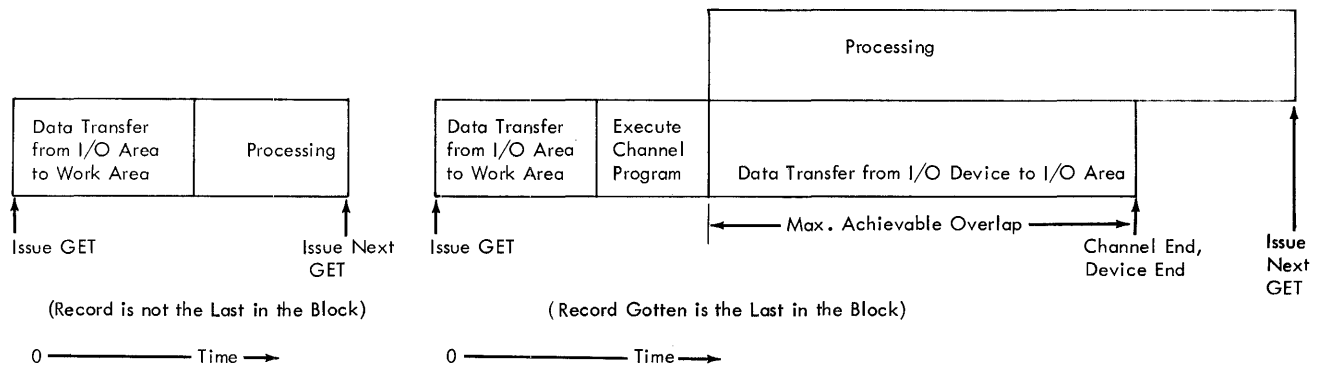 Processing
Data Transfer
from I/O Area
to Work Area
Processing
Data Transfer
from I/O Area
to Work Area
Execute
Channel
Program
Data Transfer from I/O Device to I/O Area
Max. Achievable Overlap
Issue GET
Issue Next
GET
Issue GET
Channel End,
Device End
Issue
Next
GET
(Record is not the Last in the Block)
( Record Gotten is the Last in the Block)
0 Time
0 Time